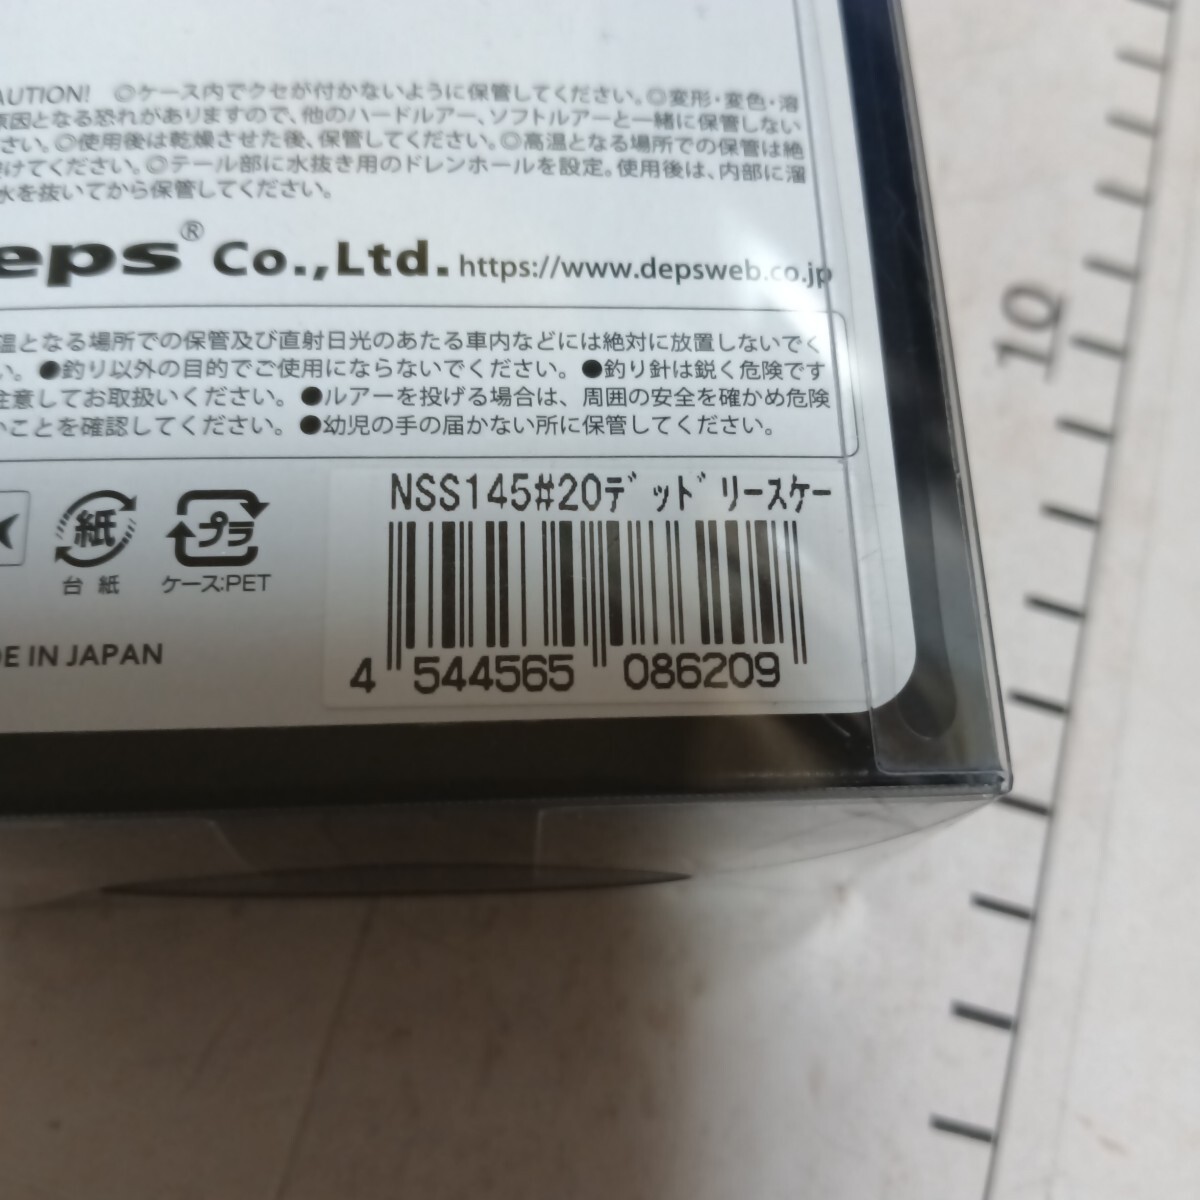 AUTION! ◎ケース内でクセが付かないように保管してください。◎変形・変色・溶
原因となる恐れがありますので、他のハードルアー、ソフトルアーと一緒に保管しない
さい。◎使用後は乾燥させた後、保管してください。◎高温となる場所での保管は絶
けてください。◎テール部に水抜き用のドレンホールを設定。使用後は、内部に溜
水を抜いてから保管してください。
eps® Co.,Ltd. https://www.depsweb.co.jp
温となる場所での保管及び直射日光のあたる車内などには絶対に放置しないでく
い。●釣り以外の目的でご使用にならないでください。●釣り針は鋭く危険です
注意してお取扱いください。●ルアーを投げる場合は、周囲の安全を確かめ危険
いことを確認してください。●幼児の手の届かない所に保管してください。
NSS145#20デッドリースケー
紙
プラ
台紙
ケース:PET
DE IN JAPAN
4 544565 086209
10